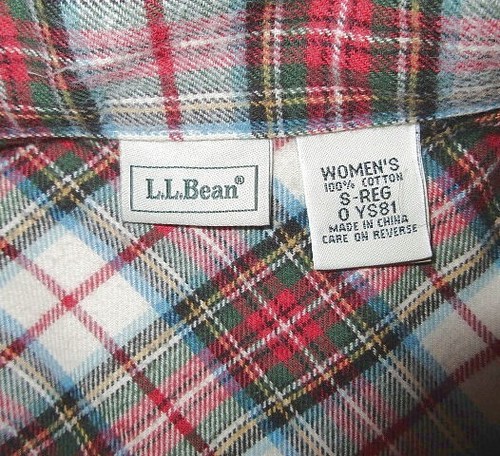 L.L.Bean®
WOMEN'S
100% COTTON
S-REG
0 YS81
MADE IN CHINA
CARE ON REVERSE